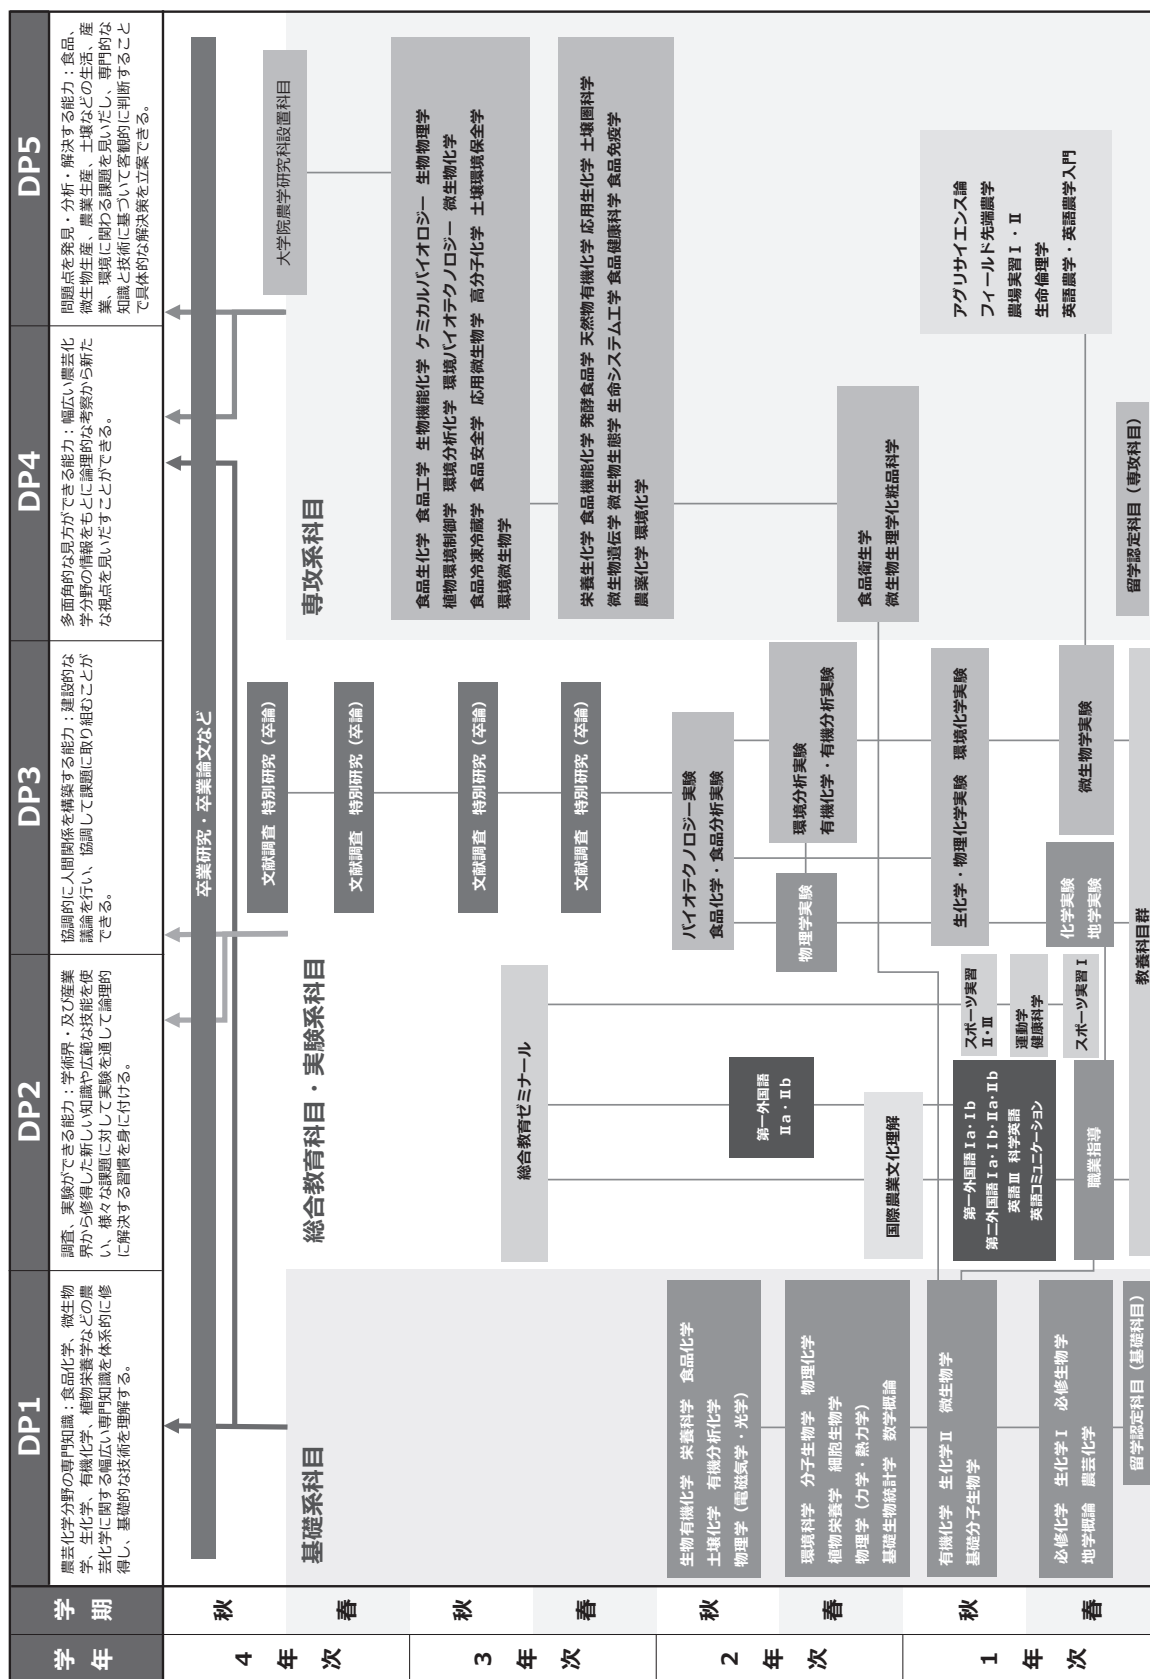 学年
学期
DP1
DP2
DP3
DP4
DP5
農芸化学分野の専門知識：食品化学、微生物
学、生化学、有機化学、植物栄養学などの農
芸化学に関する幅広い専門知識を体系的に修
得し、基礎的な技術を理解する。
調査、実験ができる能力：学術界・及び産業
界から修得した新しい知識や広範な技能を使
い、様々な課題に対して実験を通して論理的
に解決する習慣を身に付ける。
協調的に人間関係を構築する能力：建設的な
議論を行い、協調して課題に取り組むことが
できる。
多面角的な見方ができる能力：幅広い農芸化
学分野の情報をもとに論理的な考察から新た
な視点を見いだすことができる。
問題点を発見・分析・解決する能力：食品、
微生物生産、農業生産、土壌などの生活、産
業、環境に関わる課題を見いだし、専門的な
知識と技術に基づいて客観的に判断すること
で具体的な解決策を立案できる。
4年次
秋
春
3年次
秋
春
2年次
秋
春
1年次
秋
春
卒業研究・卒業論文など
基礎系科目
総合教育科目・実験系科目
専攻系科目
文献調査 特別研究（卒論）
文献調査 特別研究（卒論）
文献調査 特別研究（卒論）
文献調査 特別研究（卒論）
大学院農学研究科設置科目
食品生化学 食品工学 生物機能化学 ケミカルバイオロジー 生物物理学
植物環境制御学 環境分析化学 環境バイオテクノロジー 微生物化学
食品冷凍冷蔵学 食品安全学 応用微生物学 高分子化学 土壌環境保全学
環境微生物学
総合教育ゼミナール
栄養生化学 食品機能化学 発酵食品学 天然物有機化学 応用生化学 土壌圏科学
微生物遺伝学 微生物生態学 生命システム工学 食品健康科学 食品免疫学
農薬化学 環境化学
生物有機化学 栄養科学 食品化学
土壌化学 有機分析化学
物理学（電磁気学・光学）
第一外国語
Ⅱa・Ⅱb
バイオテクノロジー実験
食品化学・食品分析実験
環境科学 分子生物学 物理化学
植物栄養学 細胞生物学
物理学（力学・熱力学）
基礎生物統計学 数学概論
国際農業文化理解
物理学実験
環境分析実験
有機化学・有機分析実験
食品衛生学
微生物生理学化粧品科学
有機化学 生化学Ⅱ 微生物学
基礎分子生物学
第一外国語Ⅰa・Ⅰb
第二外国語Ⅰa・Ⅰb・Ⅱa・Ⅱb
英語Ⅲ 科学英語
英語コミュニケーション
スポーツ実習
Ⅱ・Ⅲ
運動学
健康科学
スポーツ実習Ⅰ
生化学・物理化学実験 環境化学実験
アグリサイエンス論
フィールド先端農学
農場実習Ⅰ・Ⅱ
生命倫理学
英語農学・英語農学入門
必修化学 生化学Ⅰ 必修生物学
地学概論 農芸化学
職業指導
化学実験
地学実験
微生物学実験
留学認定科目（基礎科目）
教養科目群
留学認定科目（専攻科目）